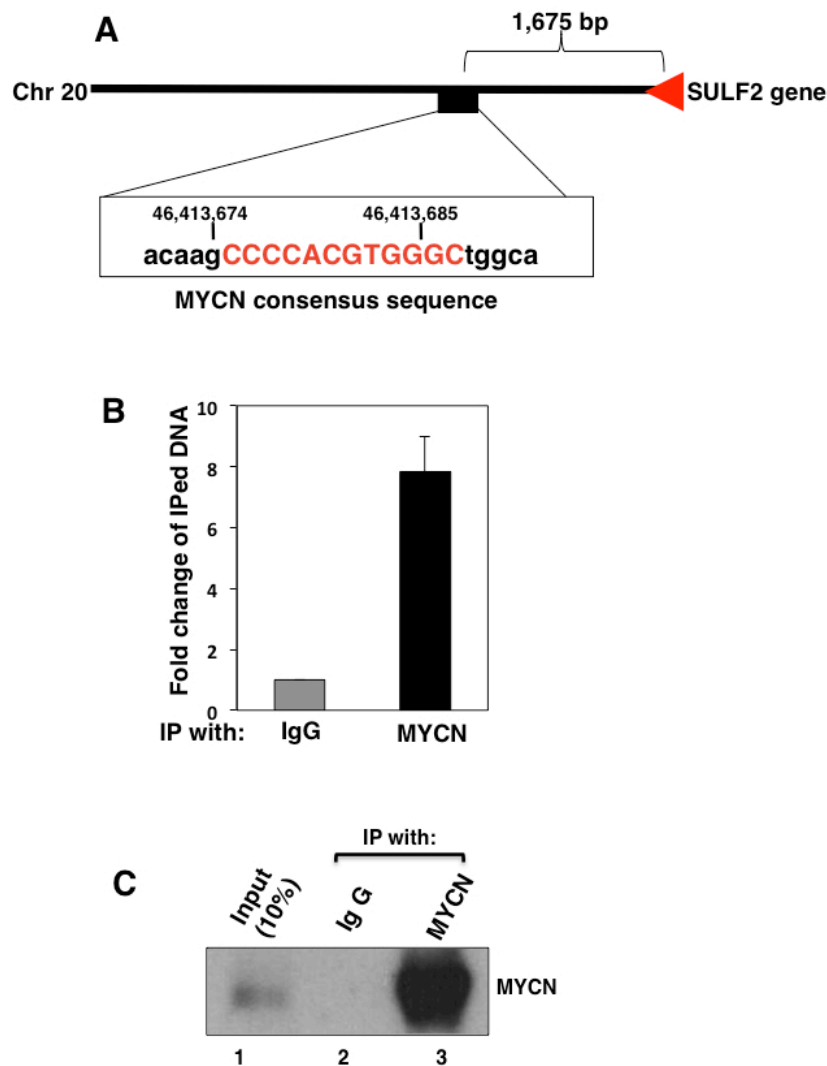 A
1,675 bp
Chr 20
SULF2 gene
46,413,674 46,413,685
acaagCCCCACGTGGGCtggca
MYCN consensus sequence
B
Fold change of IPed DNA
10
8
6
4
2
0
IP with: IgG MYCN
C
IP with:
Input (10%)
Ig G
MYCN
MYCN
1 2 3